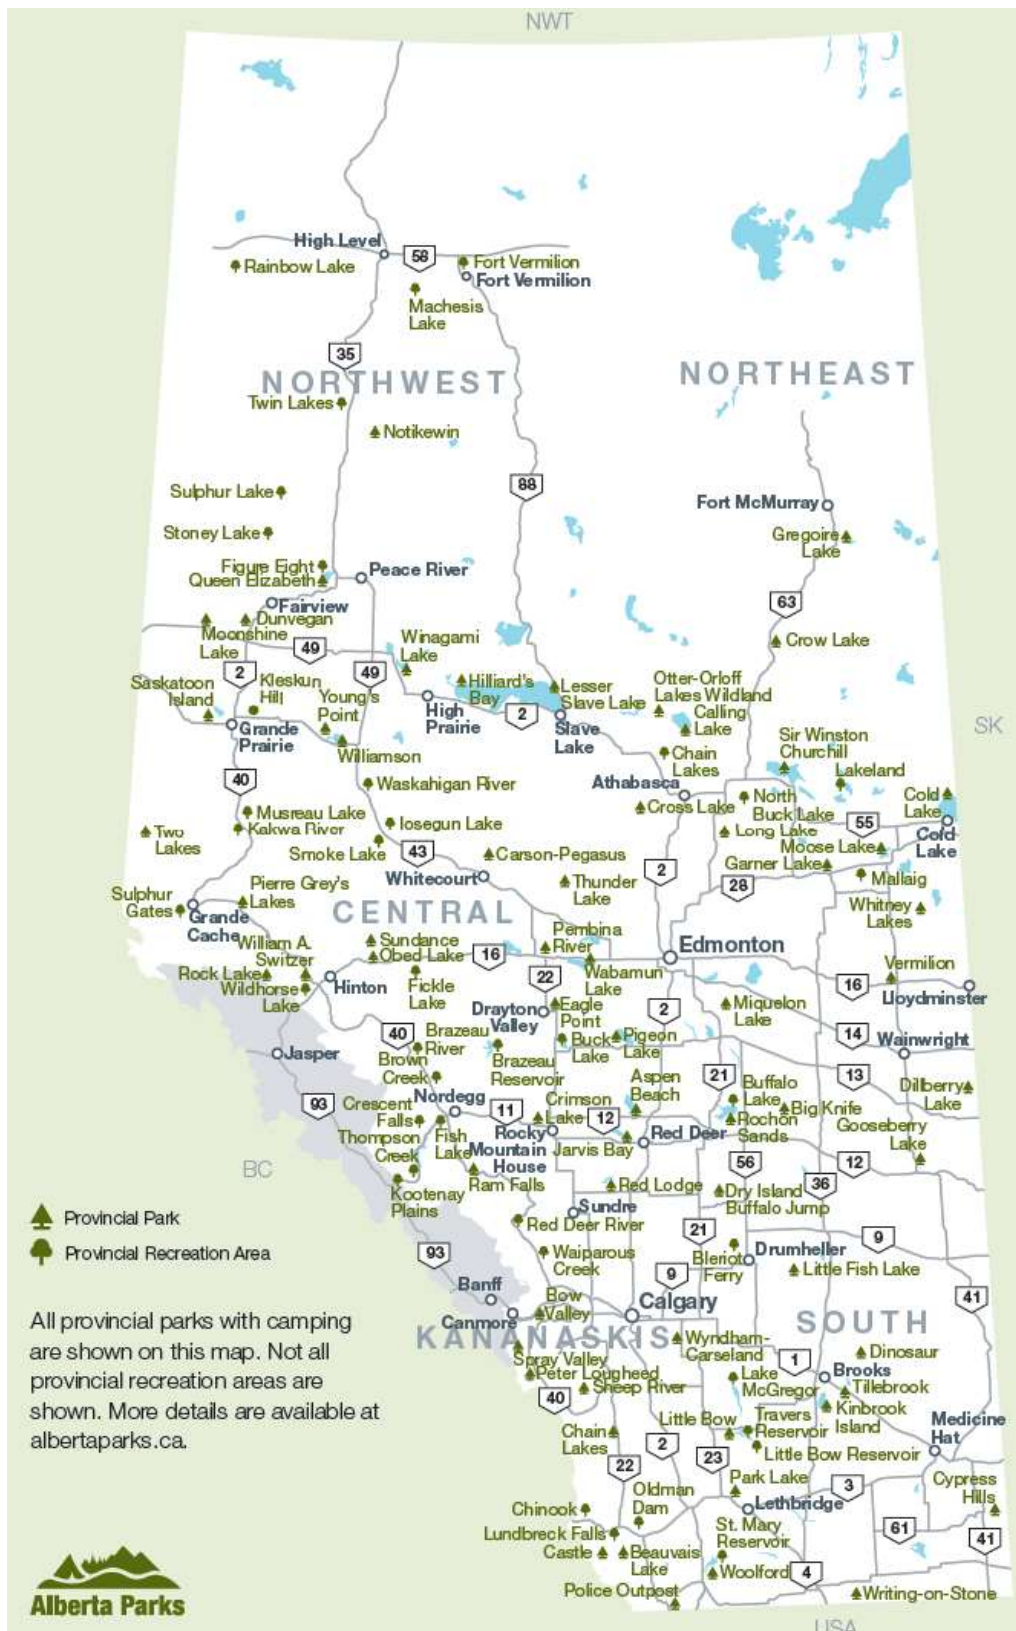 NWT
High Level
58
Rainbow Lake
Fort Vermilion
Fort Vermilion
Machesis
Lake
35
NORTHWEST
NORTHEAST
Twin Lakes
Notikewin
Sulphur Lake
88
Fort McMurray
Stoney Lake
Gregoire
Lake
Figure Eight
Queen Elizabeth
Peace River
Fairview
63
Dunvegan
Moonshine
Lake
49
Winagami
Lake
Crow Lake
2
49
Saskatoon
Island
Kleskun
Hill
Young's
Point
Hilliard's
Bay
Lesser
Slave Lake
Otter-Orloff
Lakes Wildland
Calling
Lake
High
Prairie
2
Slave
Lake
Grande
Prairie
Williamson
Sir Winston
Churchill
SK
Chain
Lakes
Lakeland
40
Waskahigan River
Athabasca
North
Buck Lake
Cold
Lake
Musreau Lake
Kakwa River
Iosegun Lake
Cross Lake
Long Lake
55
Cold
Lake
Two
Lakes
Smoke Lake
43
Carson-Pegasus
Moose Lake
Garner Lake
2
28
Mallaig
Whitecourt
Thunder
Lake
Sulphur
Gates
Pierre Grey's
Lakes
Whitney
Lakes
Grande
Cache
CENTRAL
William A.
Switzer
Sundance
Obed Lake
16
Pembina
River
Edmonton
Rock Lake
Wildhorse
Lake
Hinton
Fickle
Lake
22
Wabamun
Lake
Vermilion
16
Lloydminster
Drayton
Valley
Eagle
Point
2
Miquelon
Lake
40
Brazeau
River
Buck
Lake
Pigeon
Lake
14
Wainwright
Jasper
Brown
Creek
Brazeau
Reservoir
Aspen
Beach
21
Buffalo
Lake
13
Dillberry
Lake
93
Crescent
Falls
Nordegg
11
Crimson
Lake
12
Rochon
Sands
Big Knife
Gooseberry
Lake
Thompson
Creek
Fish
Lake
Rocky
Mountain
House
Jarvis Bay
Red Deer
BC
56
12
Kootenay
Plains
Ram Falls
Red Lodge
Dry Island
Buffalo Jump
36
Provincial Park
Sundre
Red Deer River
21
9
Provincial Recreation Area
93
Waiparous
Creek
Bleriot
Ferry
Drumheller
9
Little Fish Lake
Banff
Bow
Valley
Calgary
41
Canmore
KANANASKIS
SOUTH
All provincial parks with camping
are shown on this map. Not all
provincial recreation areas are
shown. More details are available at
albertaparks.ca.
Spray Valley
Peter Lougheed
Sheep River
Wyndham-
Carseland
1
Dinosaur
Brooks
Lake
McGregor
Tillebrook
40
Kinbrook
Island
Chain
Lakes
Little Bow
Travers
Reservoir
Medicine
Hat
2
Little Bow Reservoir
22
23
Park Lake
3
Cypress
Hills
Oldman
Dam
Lethbridge
Chinook
Lundbreck Falls
St. Mary
Reservoir
61
41
Castle
Beauvais
Lake
Woolford
4
Police Outpost
Writing-on-Stone
Alberta Parks
USA